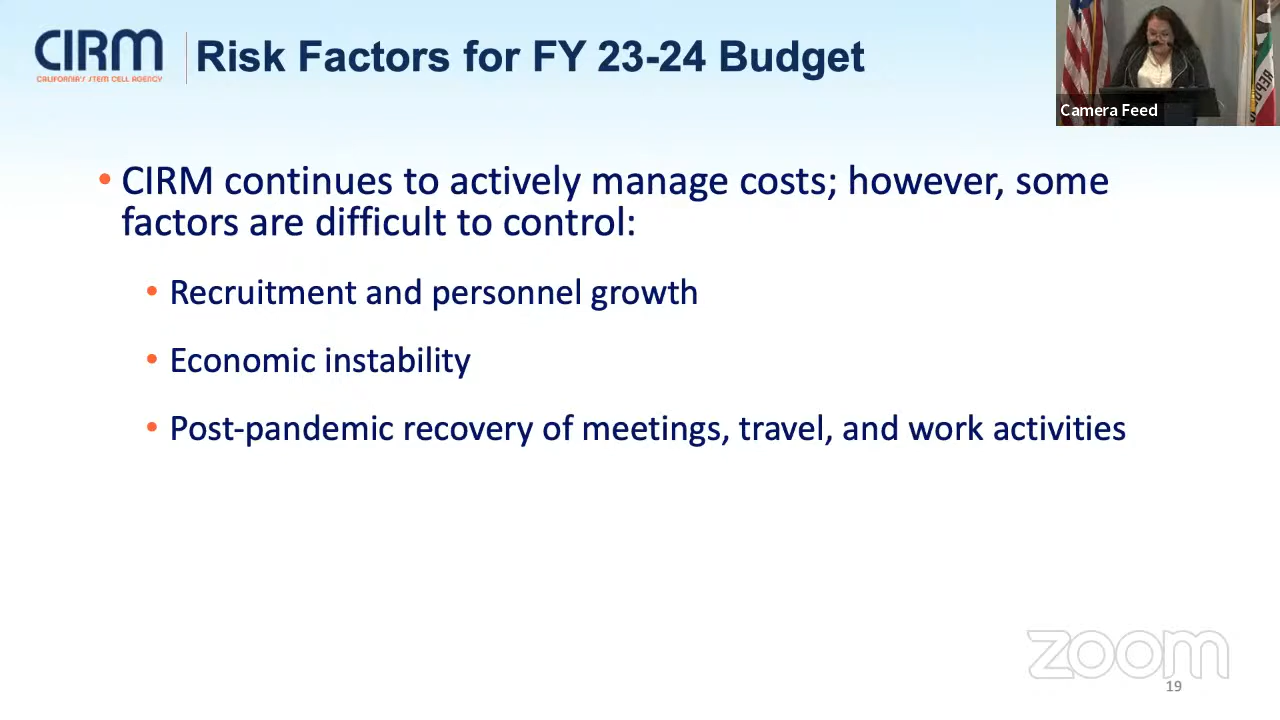 CIRM
CALIFORNIA'S STEM CELL AGENCY
Risk Factors for FY 23-24 Budget
Camera Feed
• CIRM continues to actively manage costs; however, some
factors are difficult to control:
• Recruitment and personnel growth
• Economic instability
• Post-pandemic recovery of meetings, travel, and work activities
zoom
19